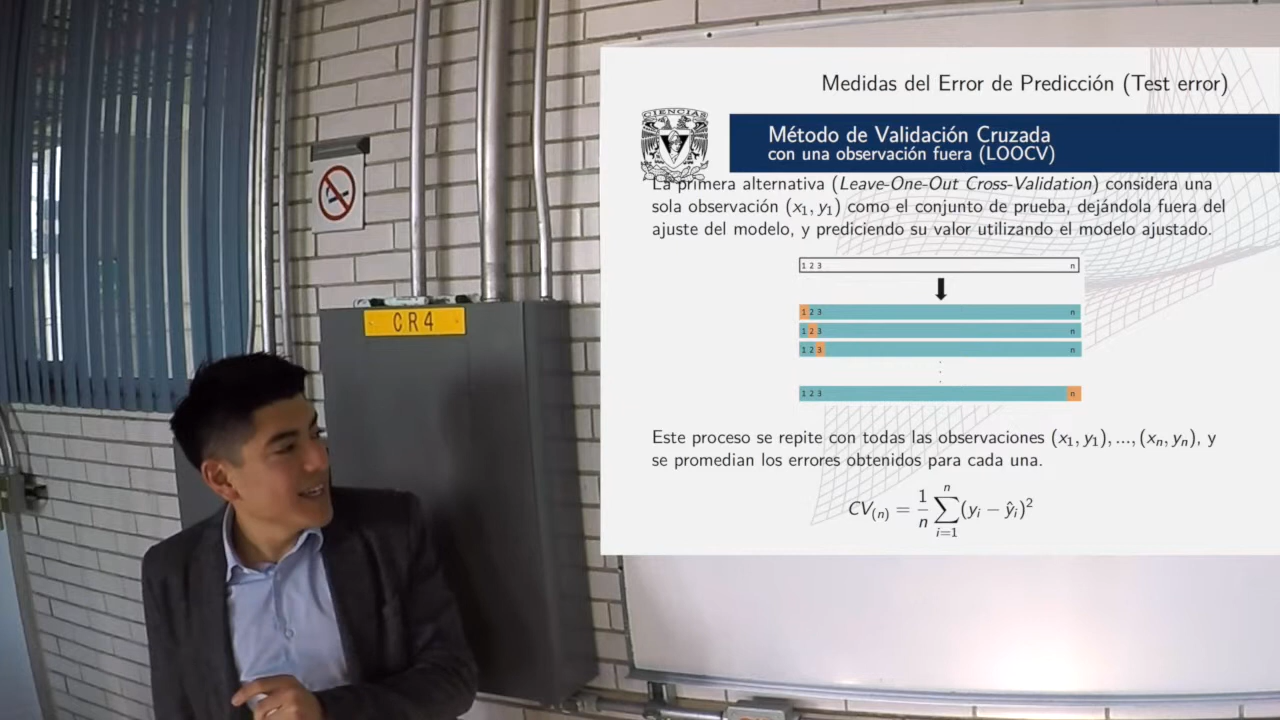 Medidas del Error de Predicción (Test error)
CIENCIAS
Método de Validación Cruzada
con una observación fuera (LOOCV)
La primera alternativa (Leave-One-Out Cross-Validation) considera una
sola observación (x₁, y₁) como el conjunto de prueba, dejándola fuera del
ajuste del modelo, y prediciendo su valor utilizando el modelo ajustado.
1 2 3 n
1 2 3 n
1 2 3 n
1 2 3 n
1 2 3 n
Este proceso se repite con todas las observaciones (x₁, y₁), ..., (xₙ, yₙ), y
se promedian los errores obtenidos para cada una.
CV₍ₙ₎ = 1/n ∑ᵢ₌₁ⁿ (yᵢ − ŷᵢ)²
CR4